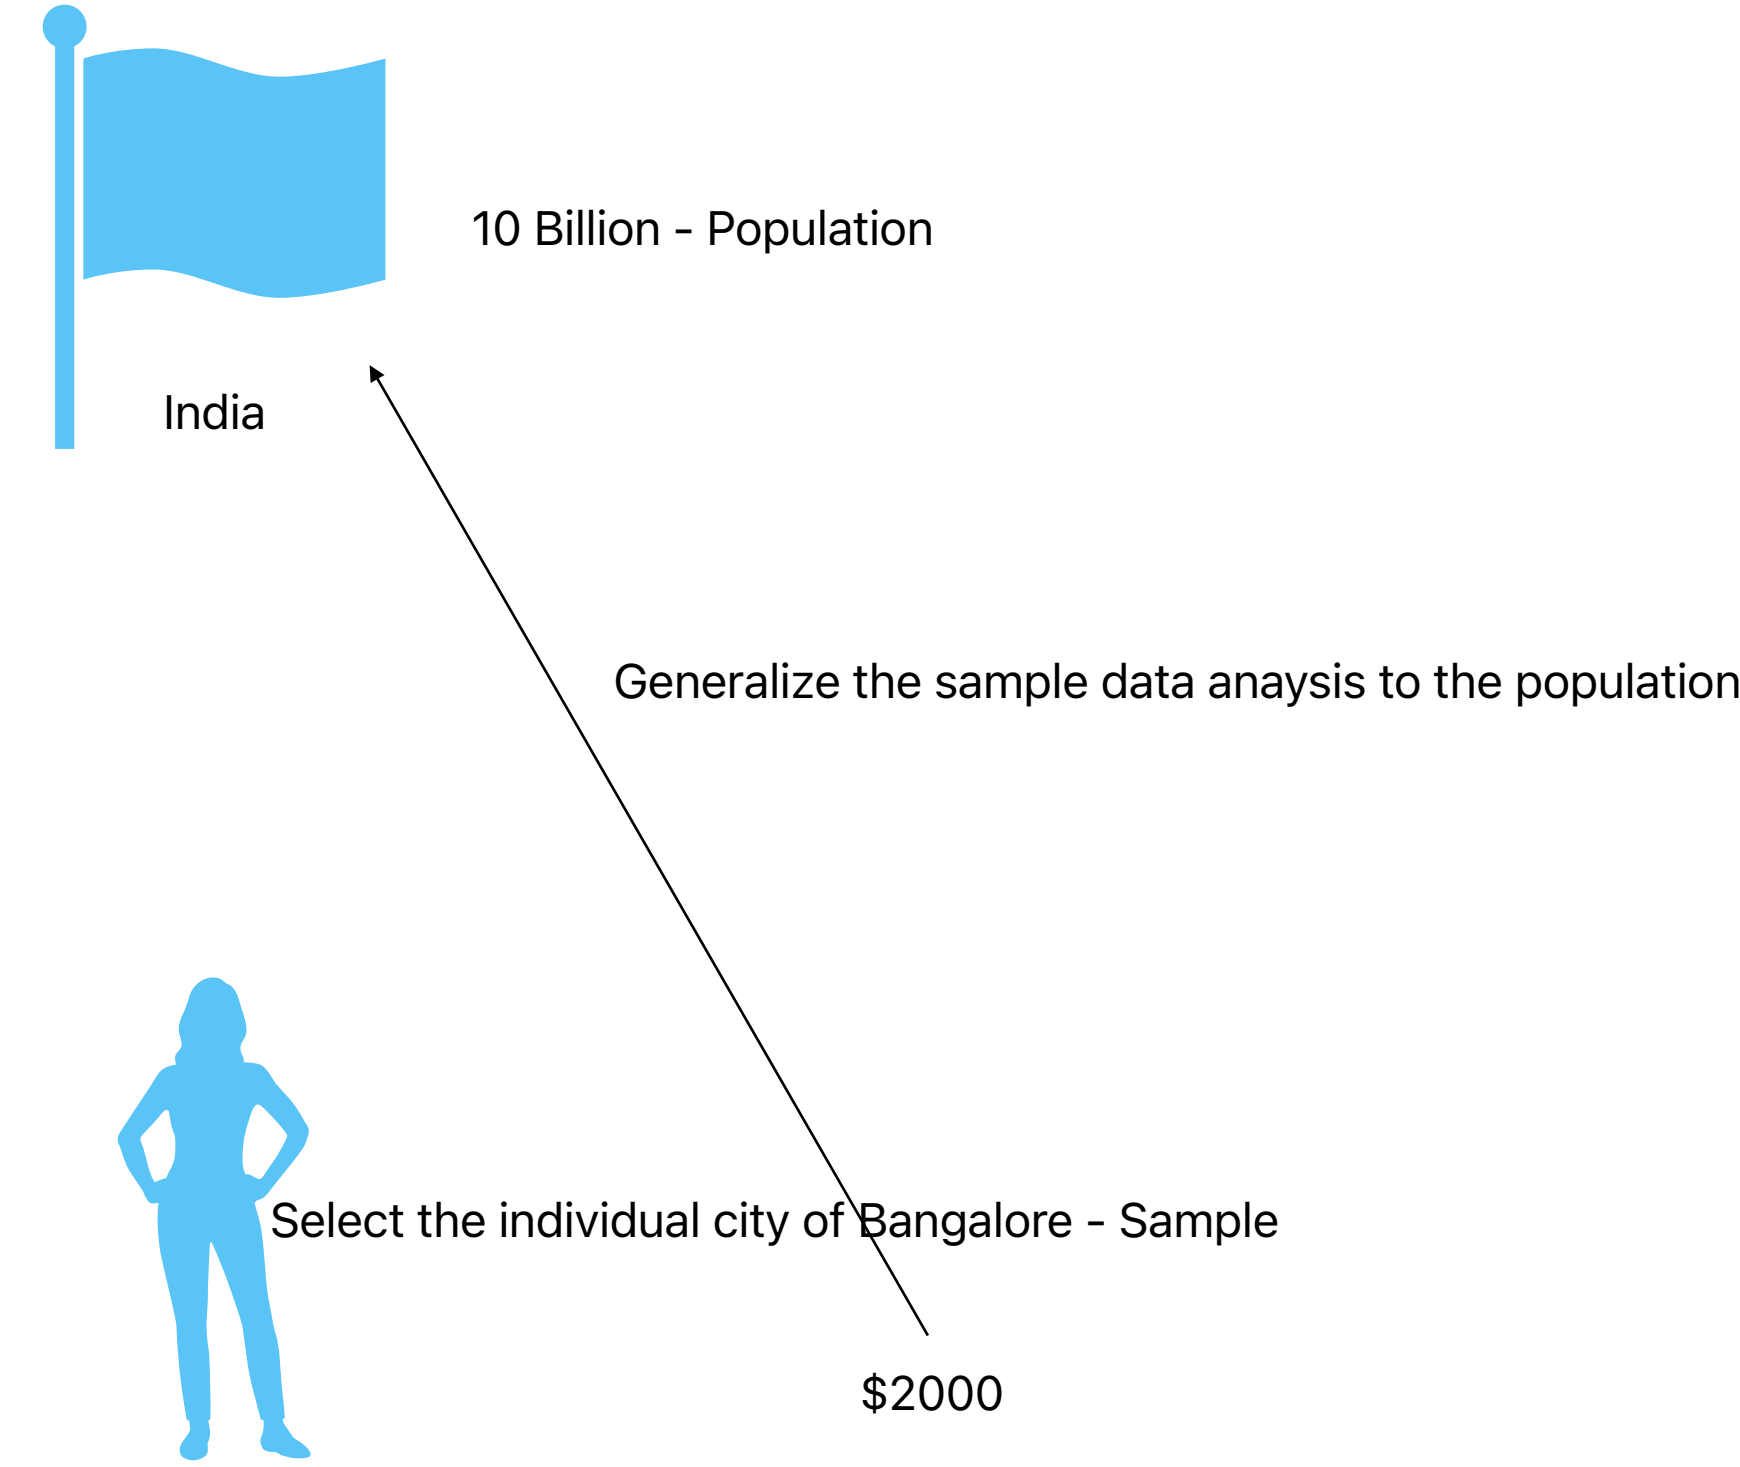 10 Billion - Population
India
Generalize the sample data anaysis to the population
Select the individual city of Bangalore - Sample
$2000